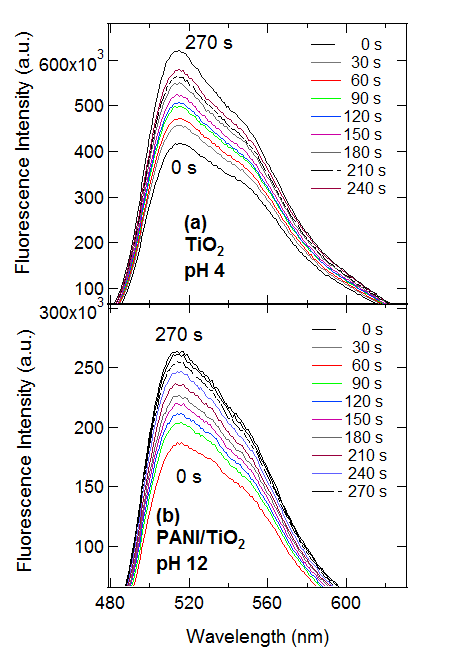 Fluorescence Intensity (a.u.)
600x10³
500
400
300
200
100
270 s
0 s
(a)
TiO₂
pH 4
0 s
30 s
60 s
90 s
120 s
150 s
180 s
210 s
240 s
Fluorescence Intensity (a.u.)
300x10³
250
200
150
100
270 s
0 s
(b)
PANI/TiO₂
pH 12
0 s
30 s
60 s
90 s
120 s
150 s
180 s
210 s
240 s
270 s
480
520
560
600
Wavelength (nm)